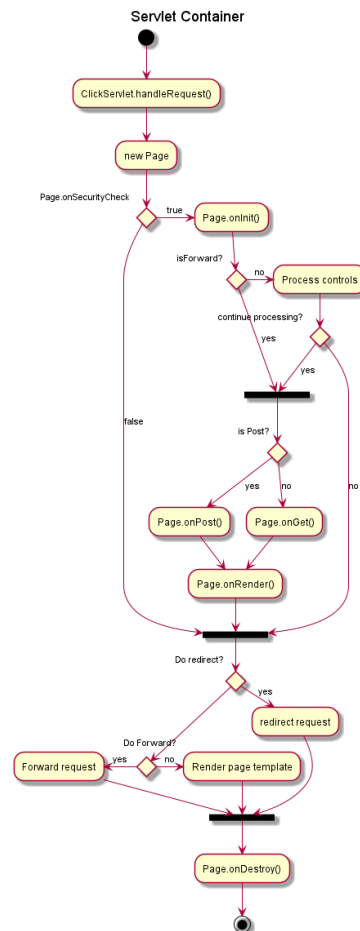 Servlet Container
ClickServlet.handleRequest()
new Page
Page.onSecurityCheck
true
Page.onInit()
isForward?
no
Process controls
continue processing?
yes
yes
false
is Post?
yes
no
no
Page.onPost()
Page.onGet()
Page.onRender()
Do redirect?
yes
redirect request
Do Forward?
yes
no
Forward request
Render page template
Page.onDestroy()